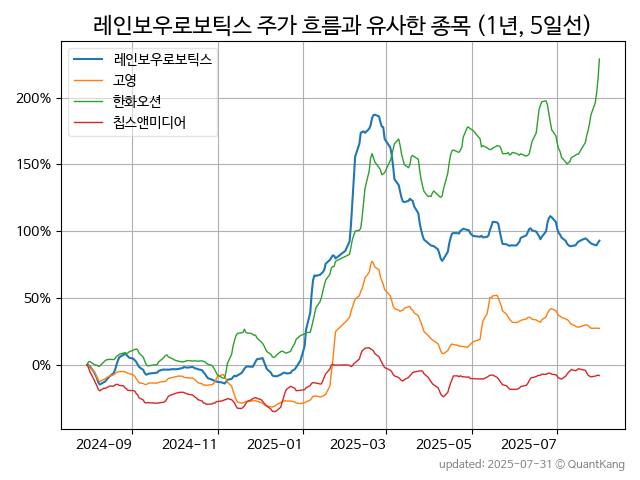 레인보우로보틱스 주가 흐름과 유사한 종목 (1년, 5일선)
레인보우로보틱스
고영
한화오션
칩스앤미디어
200%
150%
100%
50%
0%
2024-09
2024-11
2025-01
2025-03
2025-05
2025-07
updated: 2025-07-31 © QuantKang